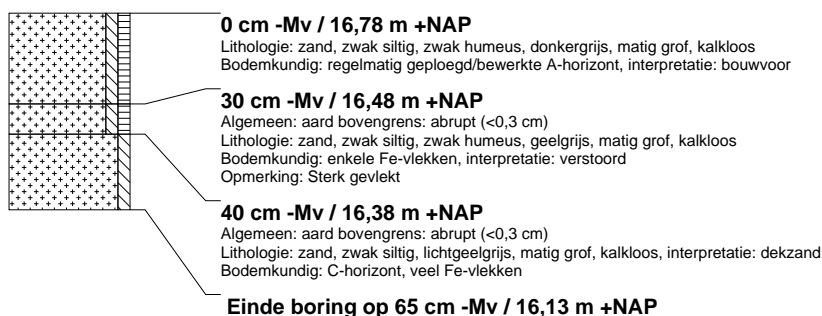 0 cm -Mv / 16,78 m +NAP
Lithologie: zand, zwak siltig, zwak humeus, donkergrijs, matig grof, kalkloos
Bodemkundig: regelmatig geploegd/bewerkte A-horizont, interpretatie: bouwvoor
30 cm -Mv / 16,48 m +NAP
Algemeen: aard bovengrens: abrupt (<0,3 cm)
Lithologie: zand, zwak siltig, zwak humeus, geelgrijs, matig grof, kalkloos
Bodemkundig: enkele Fe-vlekken, interpretatie: verstoord
Opmerking: Sterk gevlekt
40 cm -Mv / 16,38 m +NAP
Algemeen: aard bovengrens: abrupt (<0,3 cm)
Lithologie: zand, zwak siltig, lichtgeelgrijs, matig grof, kalkloos, interpretatie: dekzand
Bodemkundig: C-horizont, veel Fe-vlekken
Einde boring op 65 cm -Mv / 16,13 m +NAP